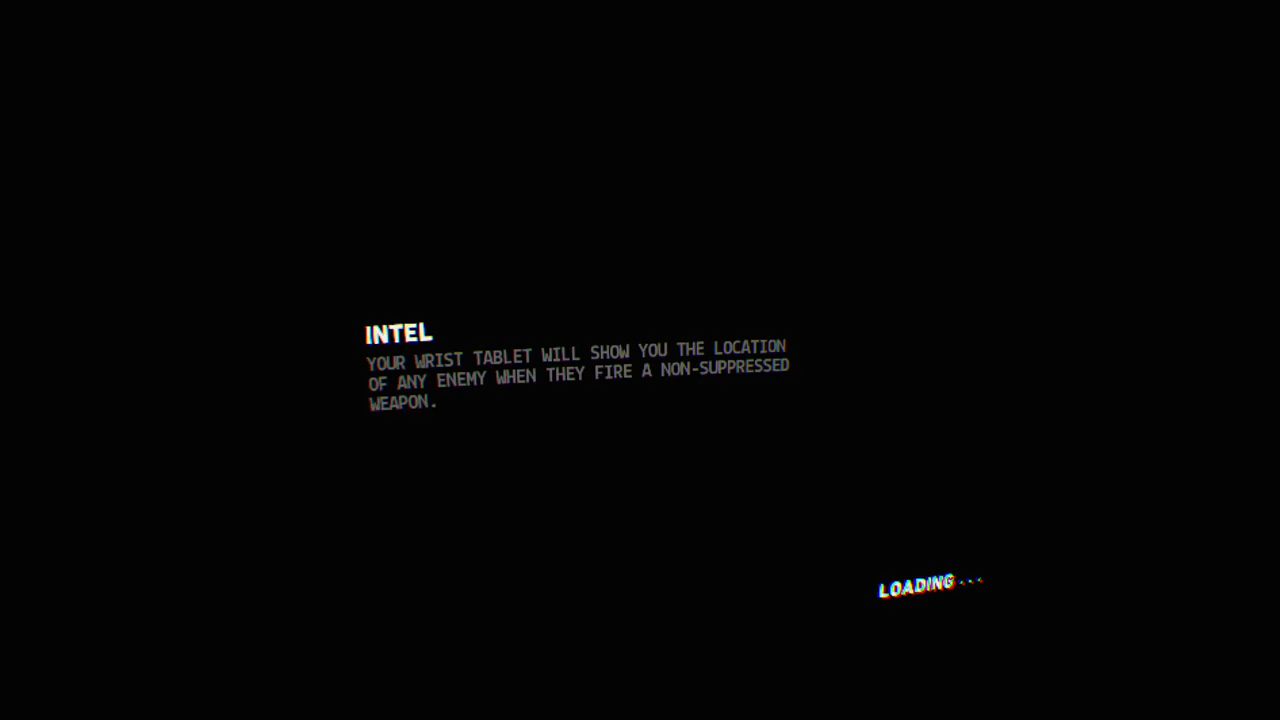 INTEL
YOUR WRIST TABLET WILL SHOW YOU THE LOCATION
OF ANY ENEMY WHEN THEY FIRE A NON-SUPPRESSED
WEAPON.
LOADING...